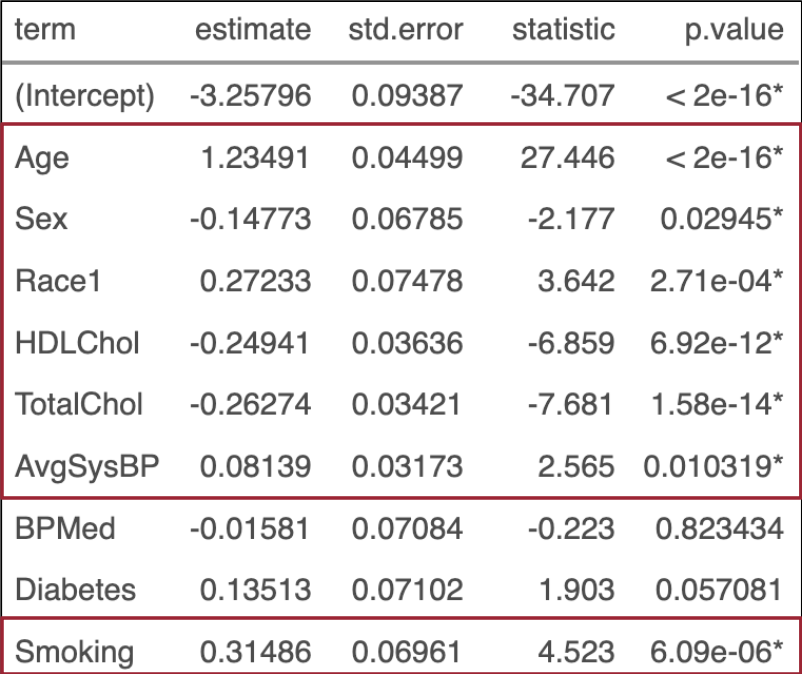 term estimate std.error statistic p.value
(Intercept) -3.25796 0.09387 -34.707 < 2e-16*
Age 1.23491 0.04499 27.446 < 2e-16*
Sex -0.14773 0.06785 -2.177 0.02945*
Race1 0.27233 0.07478 3.642 2.71e-04*
HDLChol -0.24941 0.03636 -6.859 6.92e-12*
TotalChol -0.26274 0.03421 -7.681 1.58e-14*
AvgSysBP 0.08139 0.03173 2.565 0.010319*
BPMed -0.01581 0.07084 -0.223 0.823434
Diabetes 0.13513 0.07102 1.903 0.057081
Smoking 0.31486 0.06961 4.523 6.09e-06*